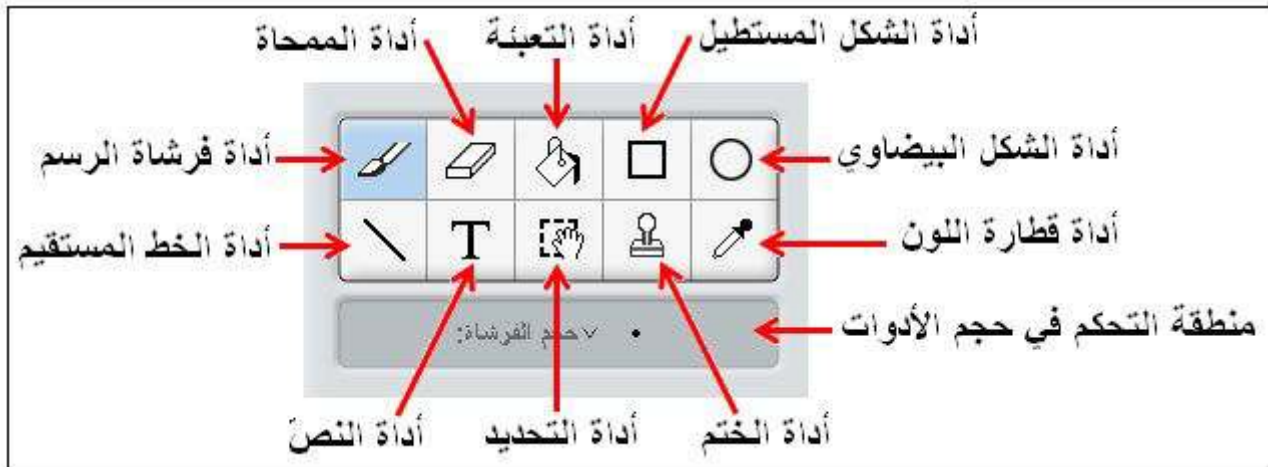 أداة الشكل المستطيل
أداة التعبئة
أداة الممحاة
أداة الشكل البيضاوي
أداة فرشاة الرسم
أداة قطارة اللون
أداة الخط المستقيم
T
منطقة التحكم في حجم الأدوات
حجم الفرشاة:
أداة الختم
أداة التحديد
أداة النصّ